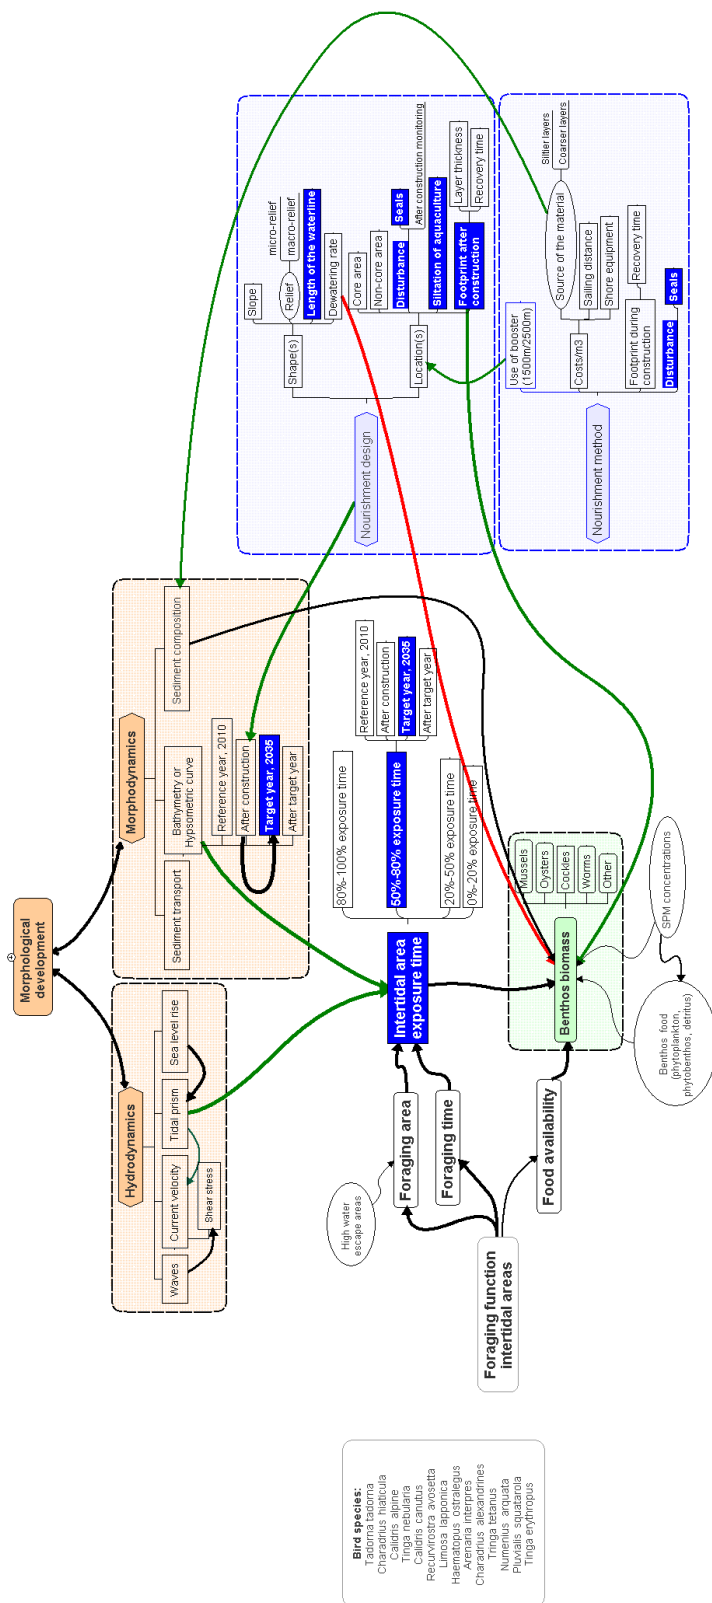 Morphological
development
Hydrodynamics
Waves
Current velocity
Tidal prism
Sea level rise
Shear stress
Morphodynamics
Sediment transport
Bathymetry or
Hypsometric curve
Sediment composition
Reference year, 2010
After construction
Target year, 2035
After target year
Nourishment design
Shape(s)
Slope
Relief
micro-relief
macro-relief
Length of the waterline
Dewatering rate
Location(s)
Core area
Non-core area
Disturbance
Seals
After construction monitoring
Siltation of aquaculture
Footprint after
construction
Layer thickness
Recovery time
Nourishment method
Use of booster
(1500m/2500m)
Costs/m3
Source of the material
Siltier layers
Coarser layers
Sailing distance
Shore equipment
Footprint during
construction
Recovery time
Disturbance
Seals
Intertidal area
exposure time
80%-100% exposure time
50%-80% exposure time
20%-50% exposure time
0%-20% exposure time
Reference year, 2010
After construction
Target year, 2035
After target year
High water
escape areas
Foraging area
Foraging time
Food availability
Foraging function
intertidal areas
Benthos biomass
Mussels
Oysters
Cockles
Worms
Other
SPM concentrations
Benthos food
(phytoplankton,
phytobenthos, detritus)
Bird species:
Tadorna tadorna
Charadrius hiaticula
Calidris alpine
Tinga nebularia
Calidris canutus
Recurvirostra avosetta
Limosa lapponica
Haematopus ostralegus
Arenaria interpres
Charadrius alexandrines
Tringa tetanus
Numenius arquata
Pluvialis squatarola
Tinga erythropus